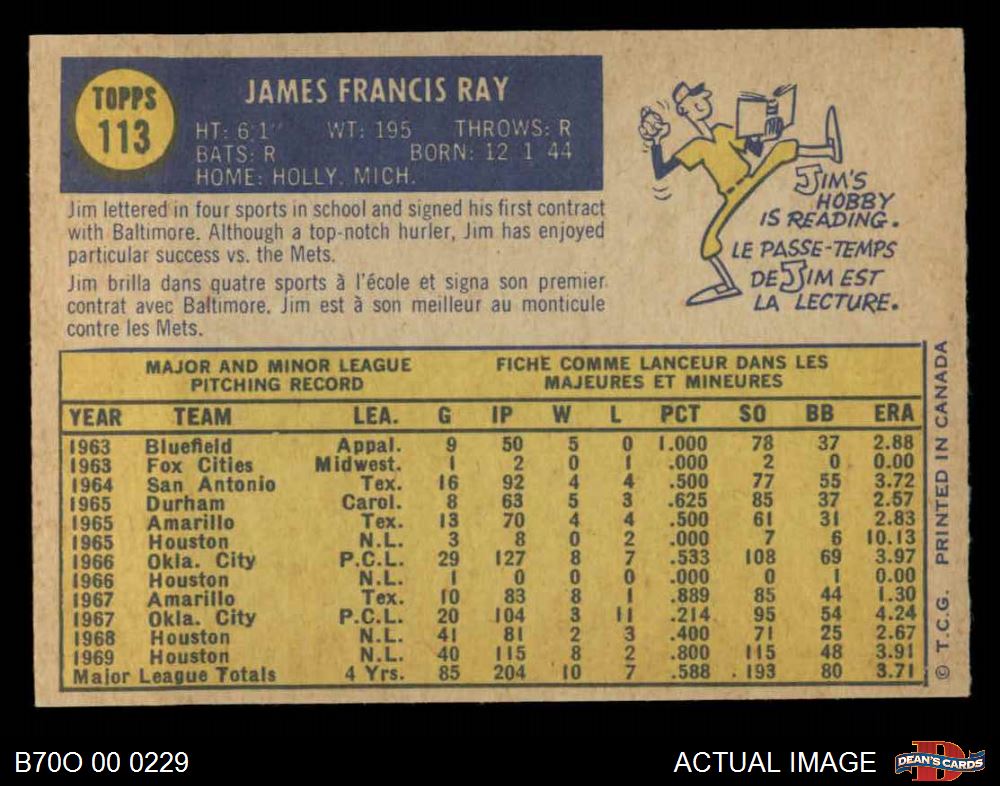 TOPPS
113
JAMES FRANCIS RAY
HT: 6'1" WT: 195 THROWS: R
BATS: R BORN: 12 1 44
HOME: HOLLY, MICH.
Jim lettered in four sports in school and signed his first contract
with Baltimore. Although a top-notch hurler, Jim has enjoyed
particular success vs. the Mets.
Jim brilla dans quatre sports à l'école et signa son premier
contrat avec Baltimore. Jim est à son meilleur au monticule
contre les Mets.
JIM'S
HOBBY
IS READING.
LE PASSE-TEMPS
DE JIM EST
LA LECTURE.
MAJOR AND MINOR LEAGUE
PITCHING RECORD
FICHE COMME LANCEUR DANS LES
MAJEURES ET MINEURES
YEAR TEAM LEA. G IP W L PCT SO BB ERA
1963 Bluefield Appal. 9 50 5 0 1.000 78 37 2.88
1963 Fox Cities Midwest. 1 2 0 1 .000 2 0 0.00
1964 San Antonio Tex. 16 92 4 4 .500 77 55 3.72
1965 Durham Carol. 8 63 5 3 .625 85 37 2.57
1965 Amarillo Tex. 13 70 4 4 .500 61 31 2.83
1965 Houston N.L. 3 8 0 2 .000 7 6 10.13
1966 Okla. City P.C.L. 29 127 8 7 .533 108 69 3.97
1966 Houston N.L. 1 0 0 0 .000 0 1 0.00
1967 Amarillo Tex. 10 83 8 1 .889 85 44 1.30
1967 Okla. City P.C.L. 20 104 3 11 .214 95 54 4.24
1968 Houston N.L. 41 81 2 3 .400 71 25 2.67
1969 Houston N.L. 40 115 8 2 .800 115 48 3.91
Major League Totals 4 Yrs. 85 204 10 7 .588 193 80 3.71
© T.C.G. PRINTED IN CANADA
B70O 00 0229
ACTUAL IMAGE
D
DEAN'S CARDS